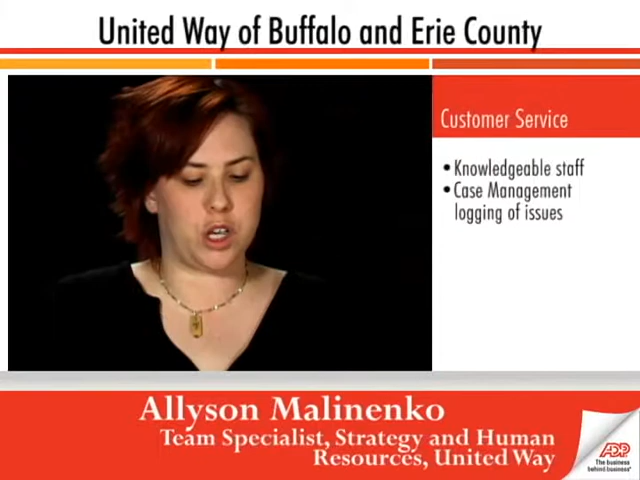 United Way of Buffalo and Erie County
Customer Service
• Knowledgeable staff
• Case Management
logging of issues
Allyson Malinenko
Team Specialist, Strategy and Human
Resources, United Way
ADP
The business
behind business®